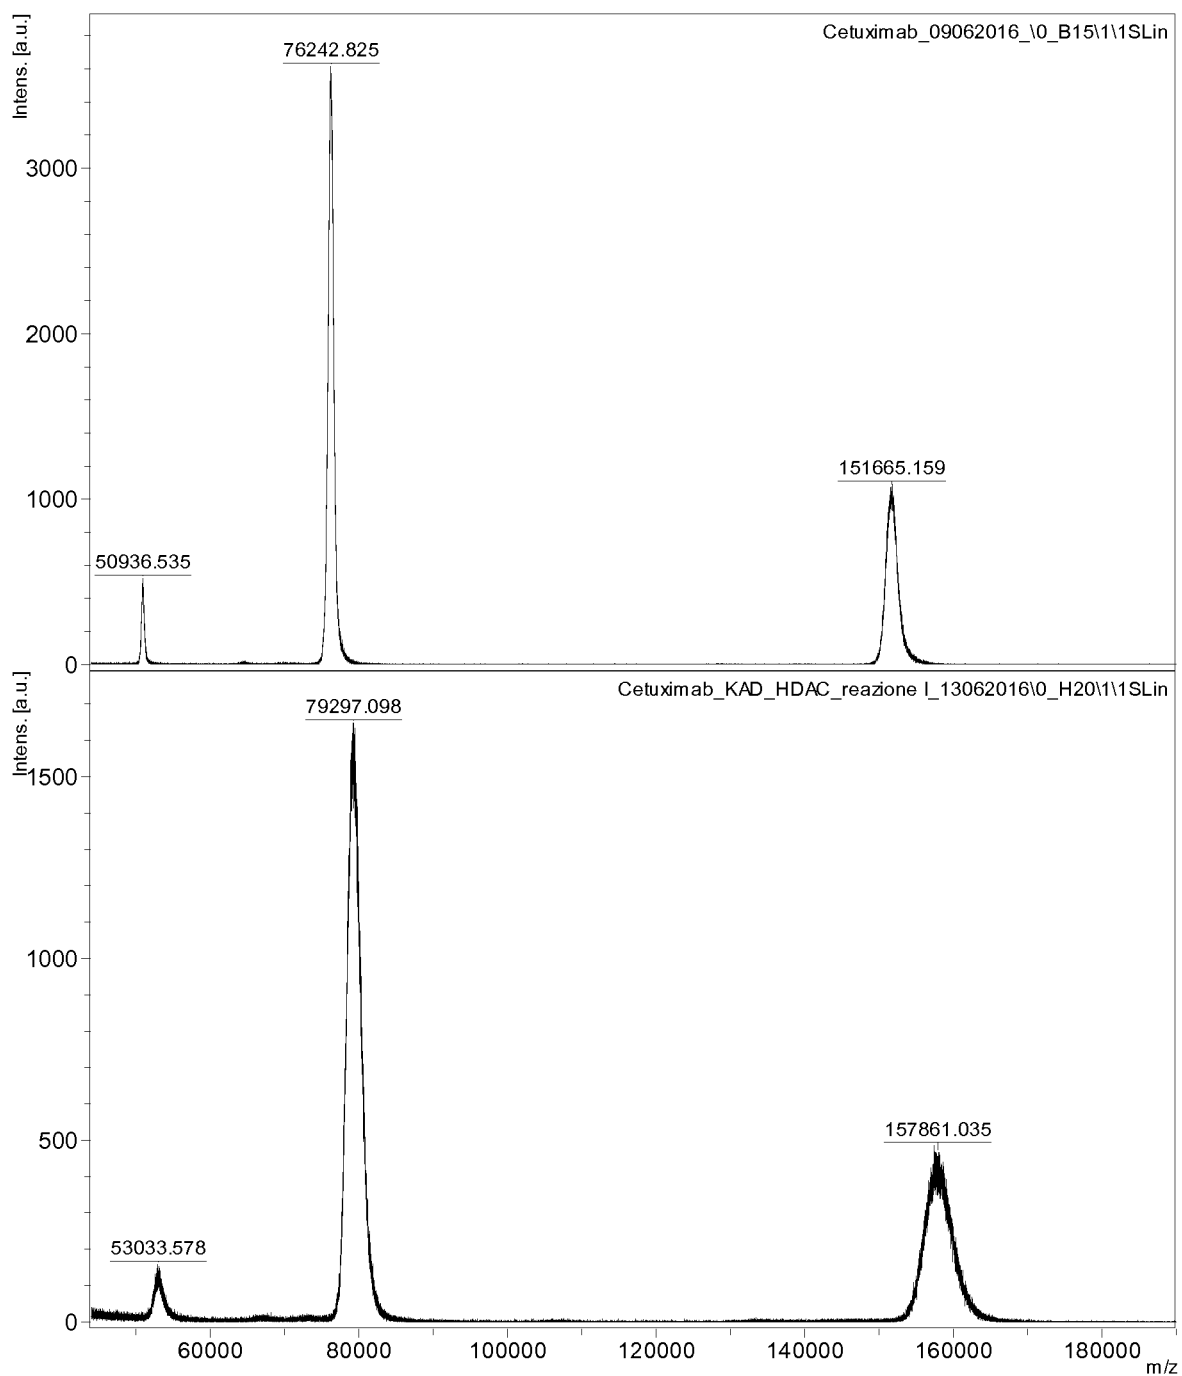 Intens. [a.u.]
Cetuximab_09062016_\0_B15\1\1SLin
76242.825
3000
2000
151665.159
1000
50936.535
0
Intens. [a.u.]
Cetuximab_KAD_HDAC_reazione I_13062016\0_H20\1\1SLin
79297.098
1500
1000
157861.035
500
53033.578
0
60000 80000 100000 120000 140000 160000 180000
m/z